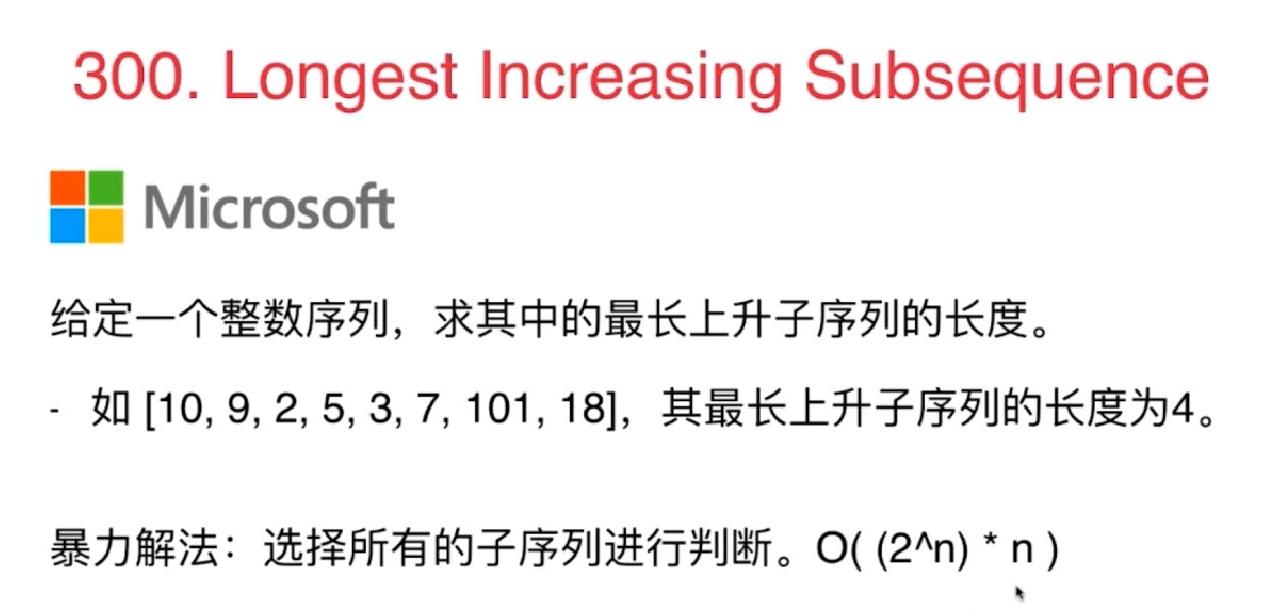 300. Longest Increasing Subsequence
Microsoft
给定一个整数序列，求其中的最长上升子序列的长度。
- 如 [10, 9, 2, 5, 3, 7, 101, 18]，其最长上升子序列的长度为4。
暴力解法：选择所有的子序列进行判断。O( (2^n) * n )